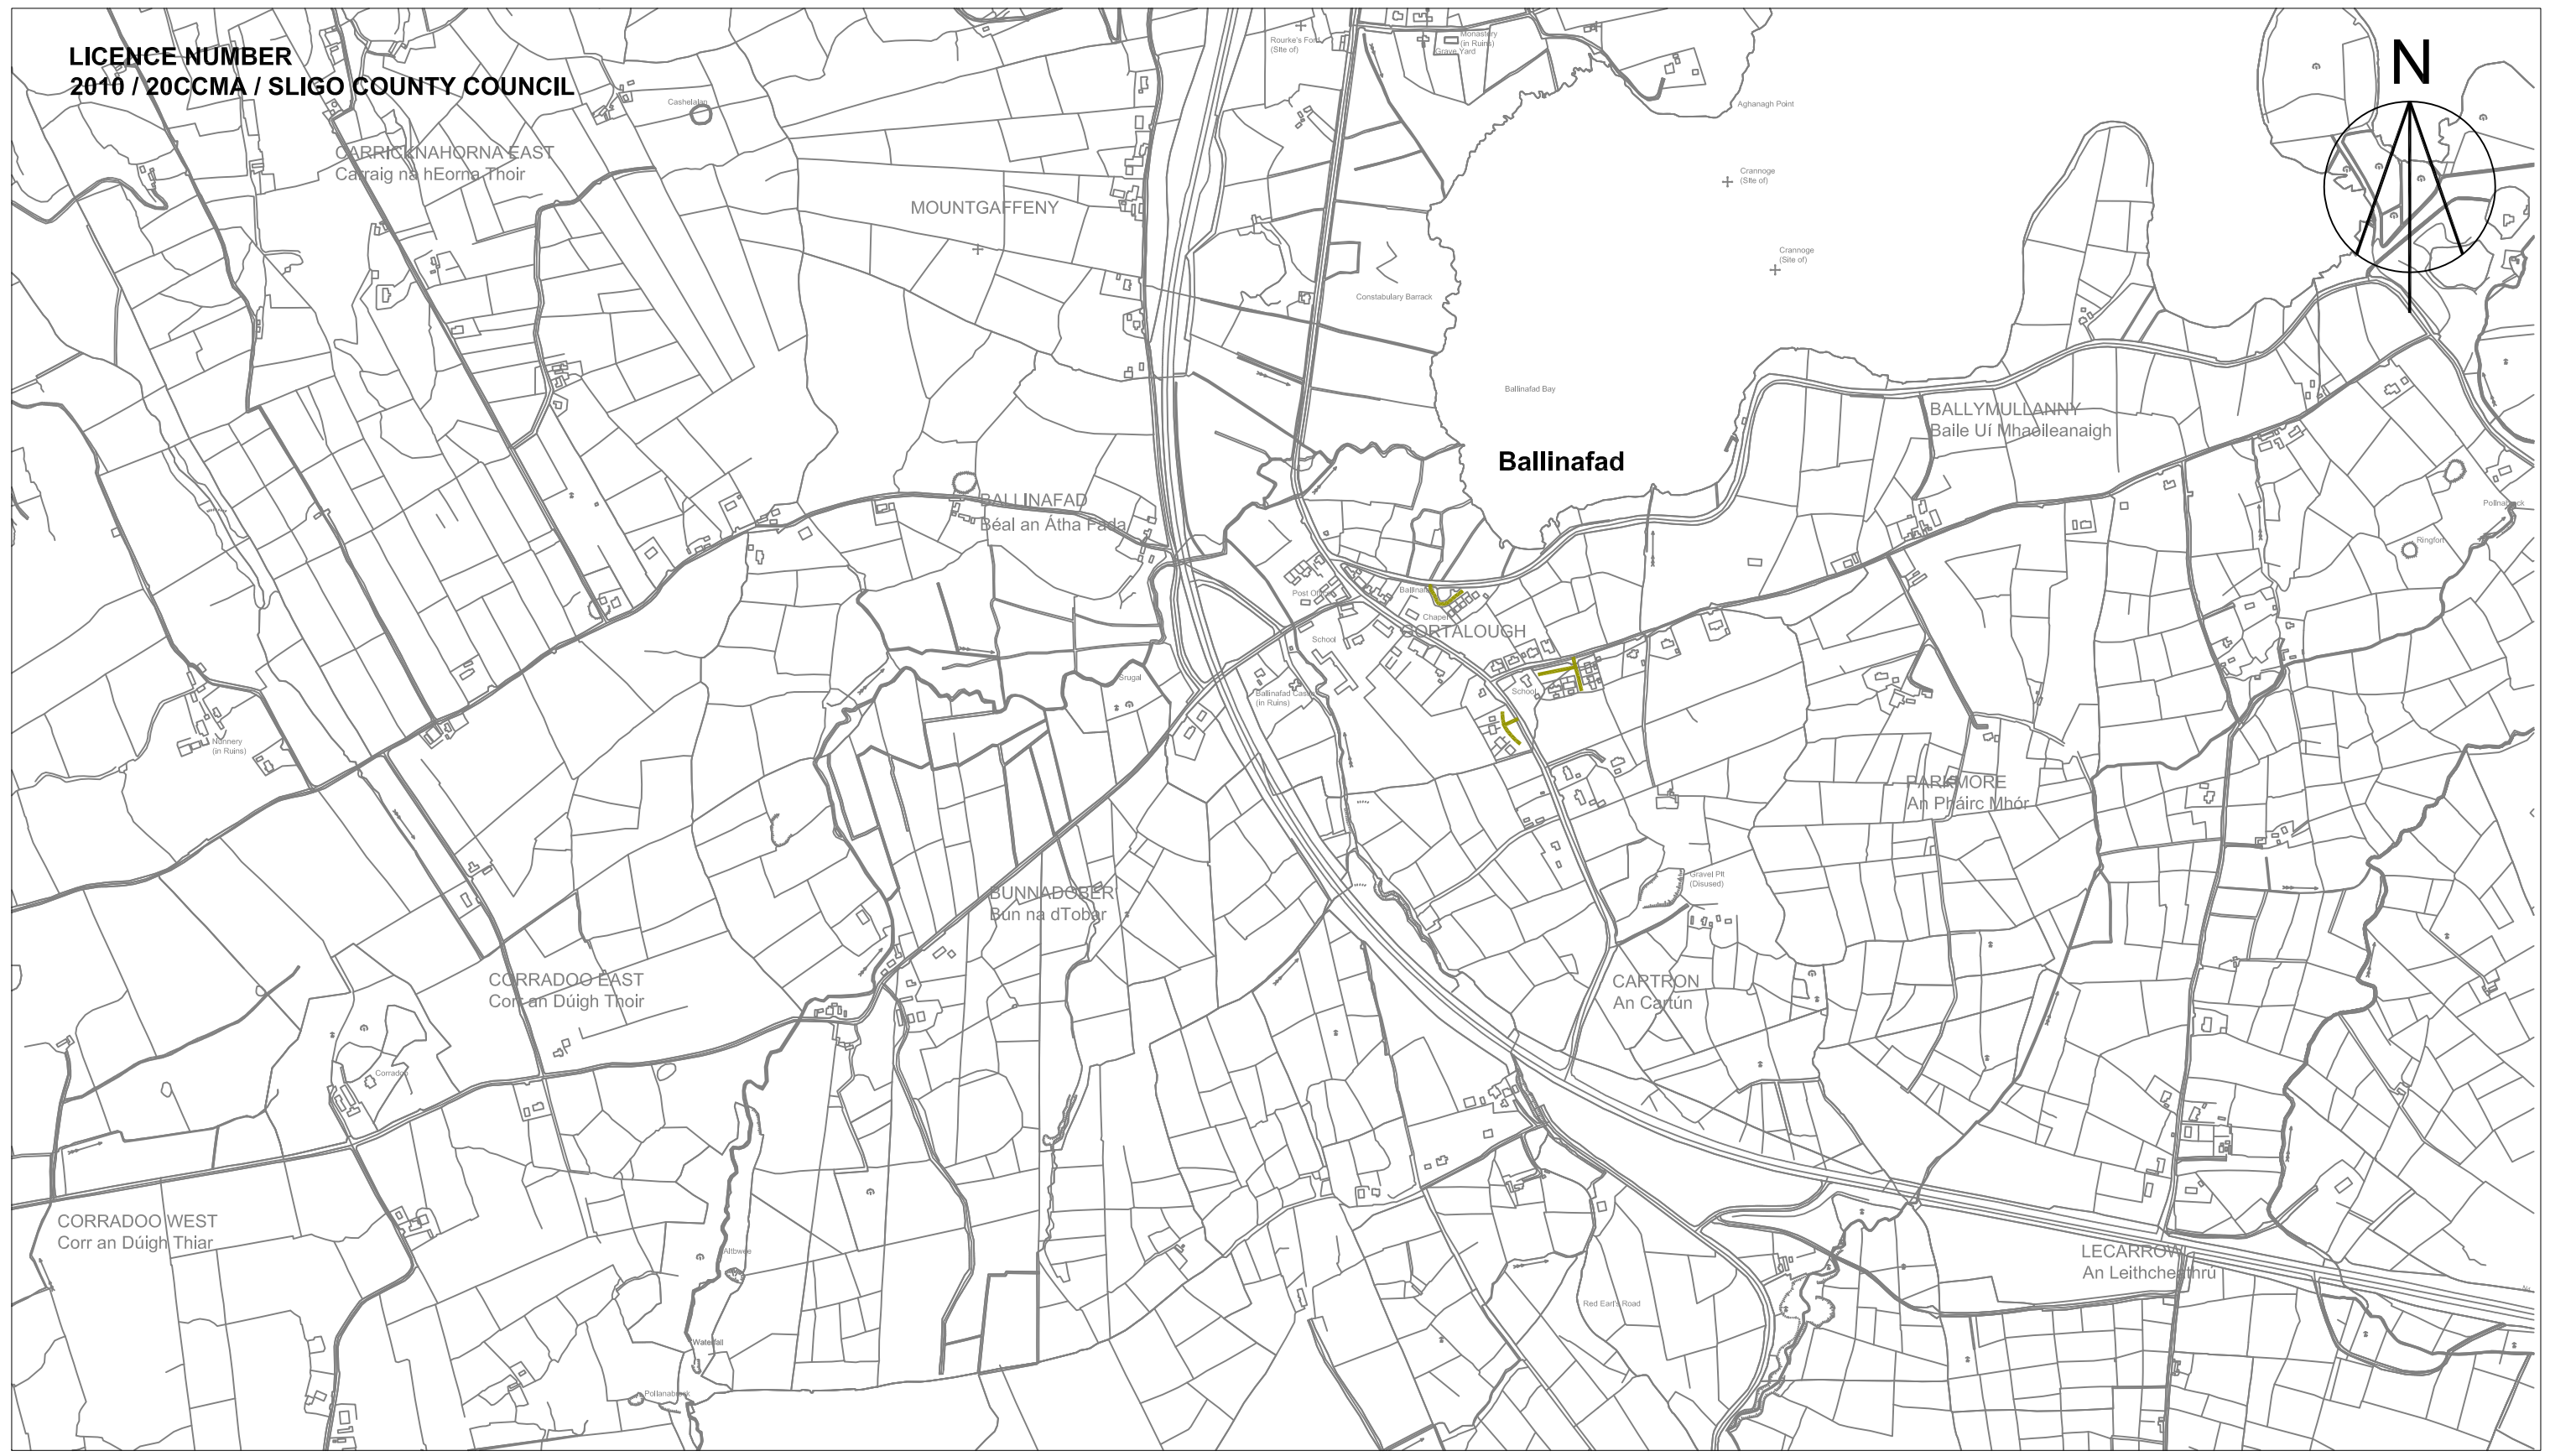 LICENCE NUMBER
2010 / 20CCMA / SLIGO COUNTY COUNCIL
N
Rourke's Fort
(Site of)
Monastery
(in Ruins)
Grave Yard
Cashelalan
Aghanagh Point
CARRICKNAHORNA EAST
Carraig na hEorna Thoir
Crannoge
(Site of)
MOUNTGAFFENY
Crannoge
(Site of)
Constabulary Barrack
Ballinafad Bay
BALLYMULLANNY
Baile Uí Mhaoileanaigh
Ballinafad
BALLINAFAD
Béal an Átha Fada
Ringfort
Post Office
Chapel
GORTALOUGH
School
Srugal
School
Ballinafad Castle
(in Ruins)
Nunnery
(in Ruins)
PARKMORE
An Pháirc Mhór
Gravel Pit
(Disused)
BUNNADOBER
Bun na dTobar
CORRADOO EAST
Corr an Dúigh Thoir
CARTRON
An Cartún
Corradoo
CORRADOO WEST
Corr an Dúigh Thiar
Altbwee
LECARROW
An Leithcheathrú
Red Earl's Road
Waterfall
Pollanabrock